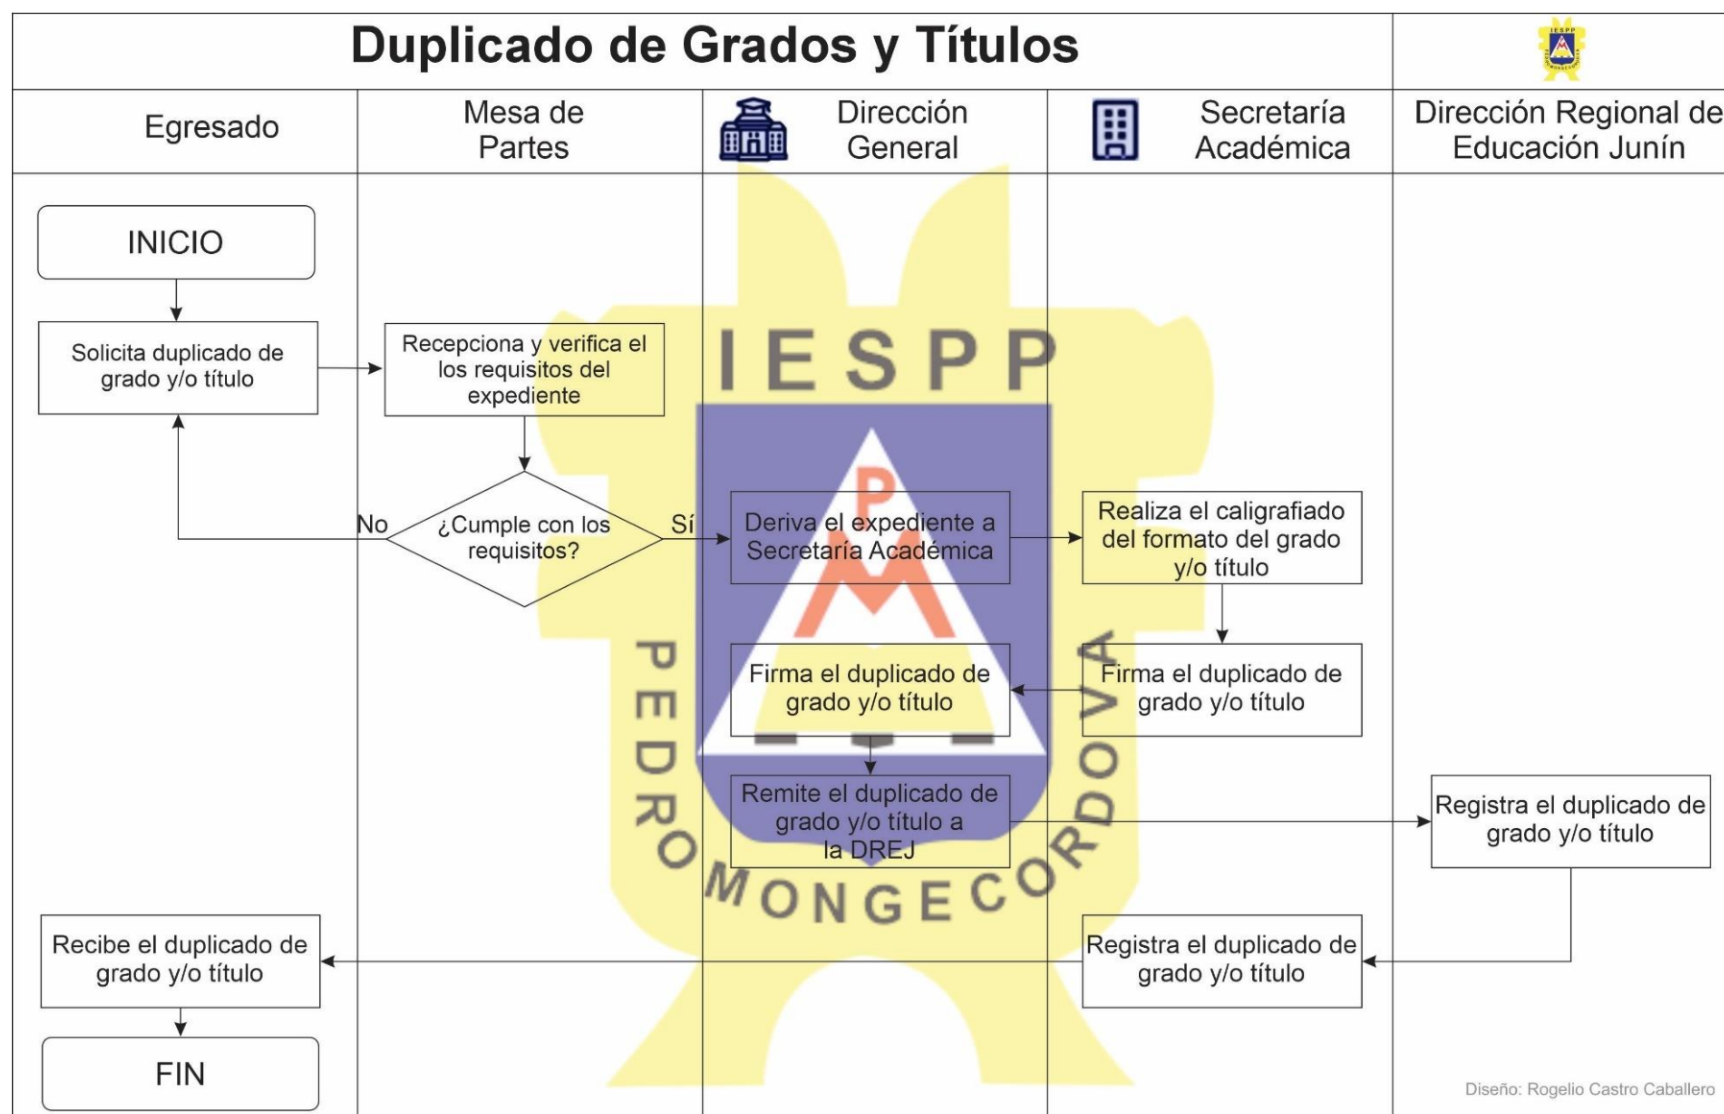 Duplicado de Grados y Títulos
IESPP
Egresado
Mesa de
Partes
Dirección
General
Secretaría
Académica
Dirección Regional de
Educación Junín
INICIO
Solicita duplicado de
grado y/o título
Recepciona y verifica el
los requisitos del
expediente
¿Cumple con los
requisitos?
No
Sí
Deriva el expediente a
Secretaría Académica
Realiza el caligrafiado
del formato del grado
y/o título
Firma el duplicado de
grado y/o título
Firma el duplicado de
grado y/o título
Remite el duplicado de
grado y/o título a
la DREJ
Registra el duplicado de
grado y/o título
Registra el duplicado de
grado y/o título
Recibe el duplicado de
grado y/o título
FIN
IESPP
PM
PEDRO MONGE CORDOVA
Diseño: Rogelio Castro Caballero